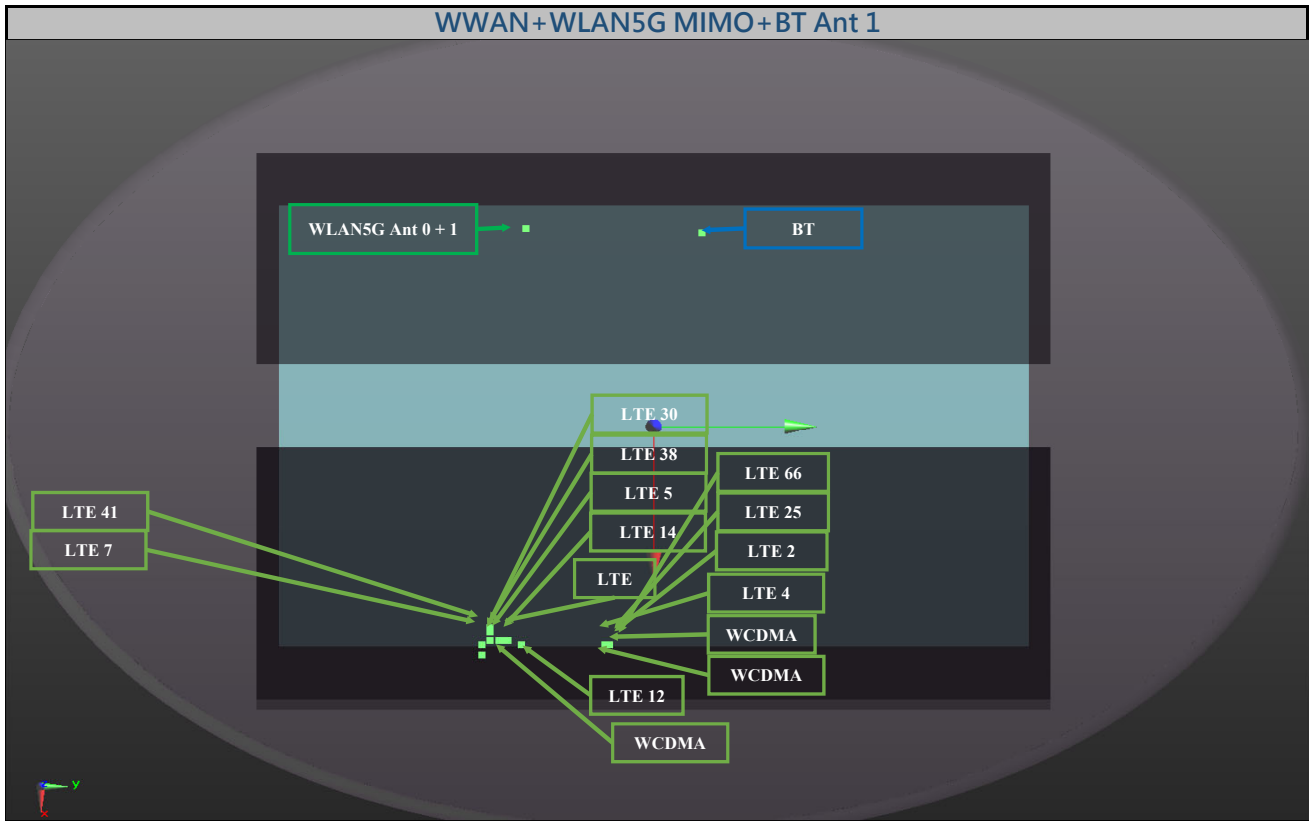 WWAN+WLAN5G MIMO+BT Ant 1
WLAN5G Ant 0 + 1
BT
LTE 30
LTE 38
LTE 5
LTE 14
LTE
LTE 66
LTE 25
LTE 2
LTE 4
WCDMA
WCDMA
LTE 41
LTE 7
LTE 12
WCDMA
Y
X